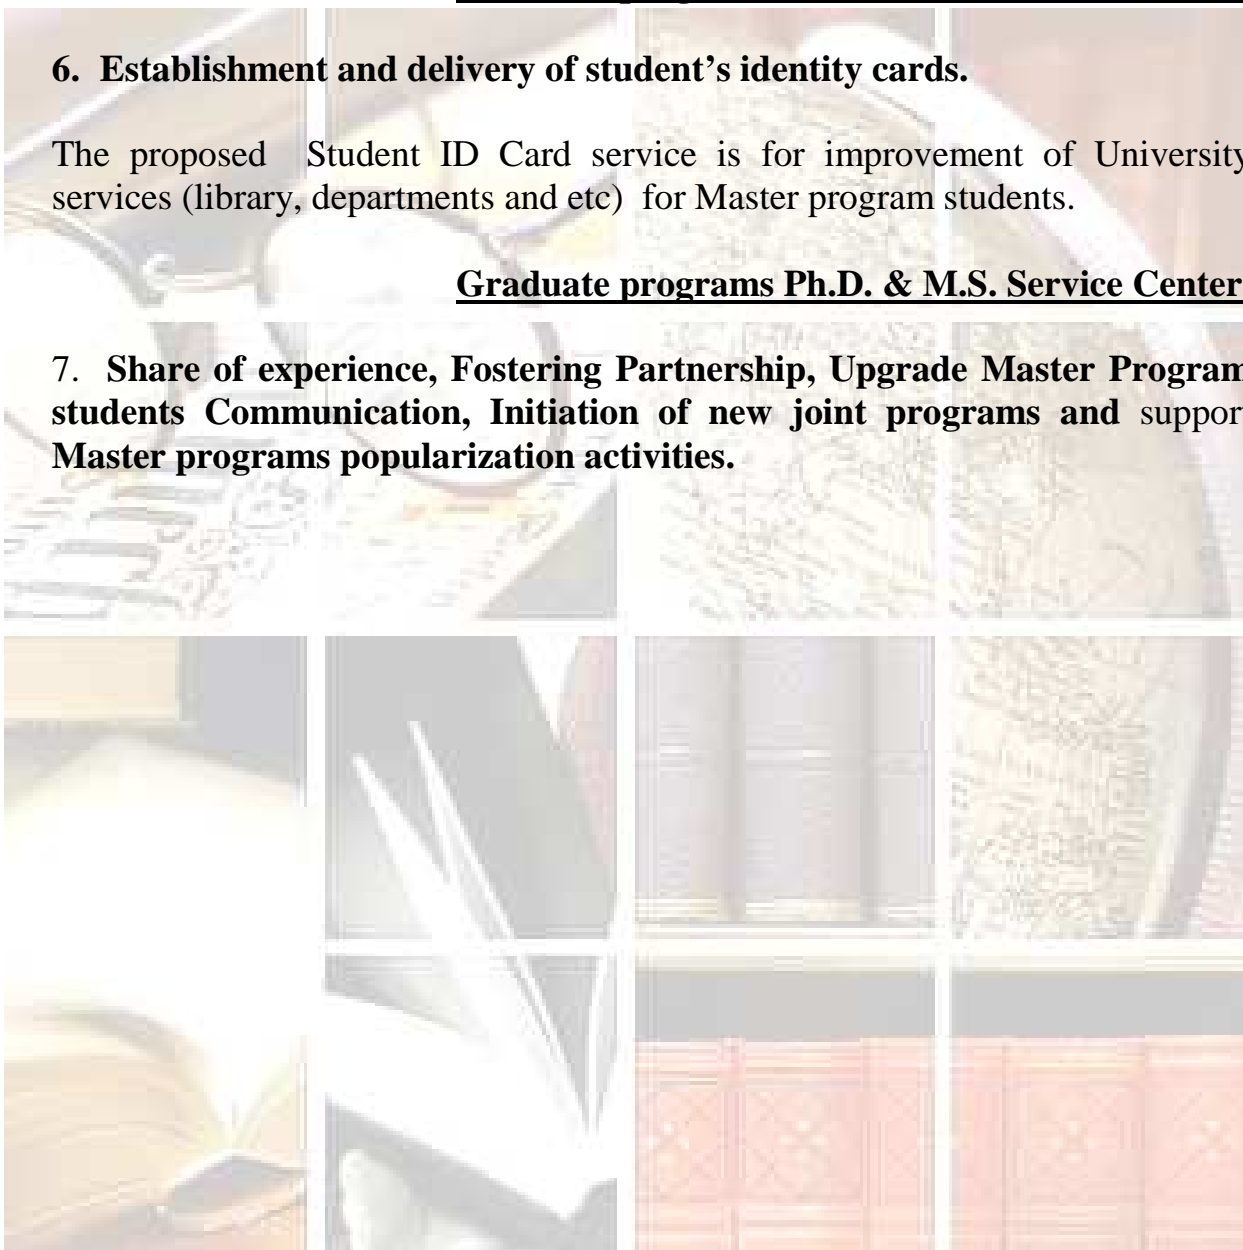 6. Establishment and delivery of student's identity cards.
The proposed Student ID Card service is for improvement of University
services (library, departments and etc) for Master program students.
Graduate programs Ph.D. & M.S. Service Center
7. Share of experience, Fostering Partnership, Upgrade Master Program
students Communication, Initiation of new joint programs and support
Master programs popularization activities.